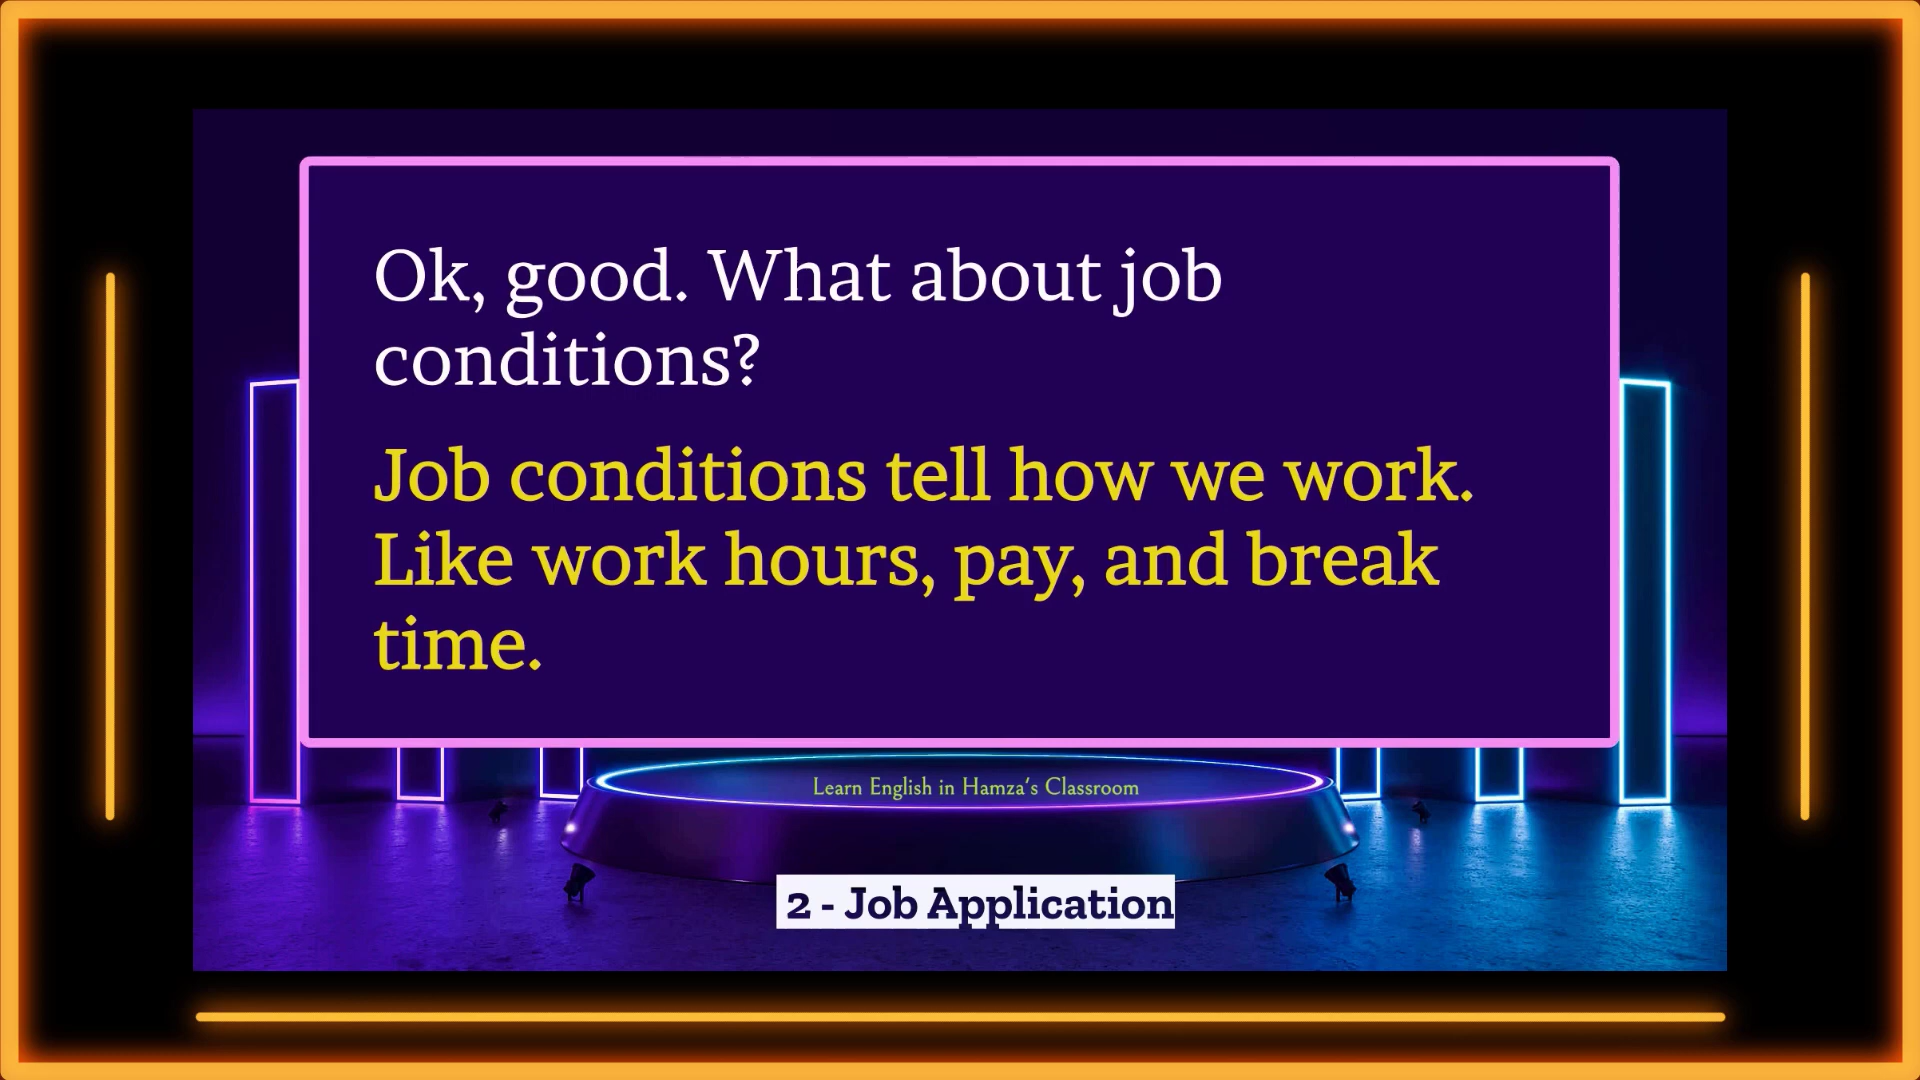 Ok, good. What about job
conditions?
Job conditions tell how we work.
Like work hours, pay, and break
time.
Learn English in Hamza's Classroom
2 - Job Application